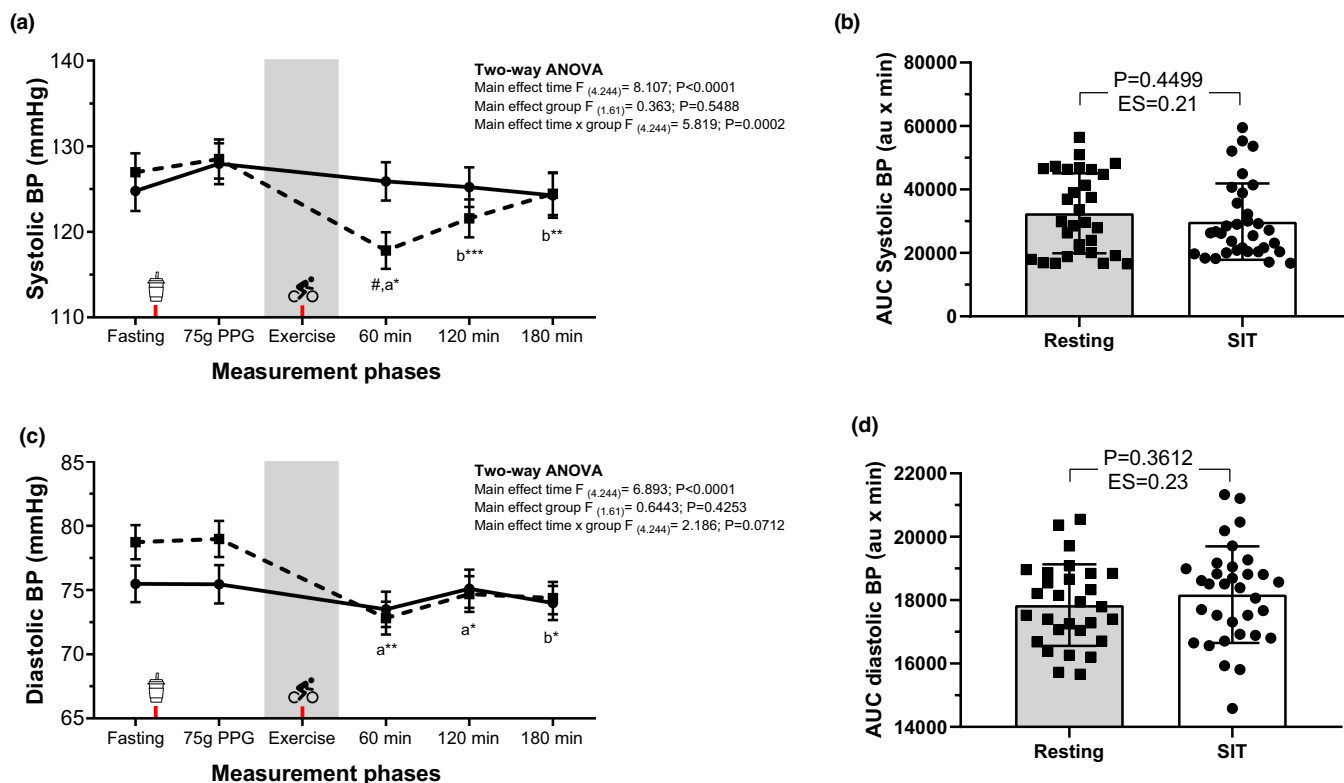 (a)
Systolic BP (mmHg)
140
130
120
110
Two-way ANOVA
Main effect time F (4.244)= 8.107; P<0.0001
Main effect group F (1.61)= 0.363; P=0.5488
Main effect time x group F (4.244)= 5.819; P=0.0002
#,a*
b***
b**
Fasting 75g PPG Exercise 60 min 120 min 180 min
Measurement phases
(b)
AUC Systolic BP (au x min)
80000
60000
40000
20000
0
P=0.4499
ES=0.21
Resting SIT
(c)
Diastolic BP (mmHg)
85
80
75
70
65
Two-way ANOVA
Main effect time F (4.244)= 6.893; P<0.0001
Main effect group F (1.61)= 0.6443; P=0.4253
Main effect time x group F (4.244)= 2.186; P=0.0712
a**
a*
b*
Fasting 75g PPG Exercise 60 min 120 min 180 min
Measurement phases
(d)
AUC diastolic BP (au x min)
22000
20000
18000
16000
14000
P=0.3612
ES=0.23
Resting SIT